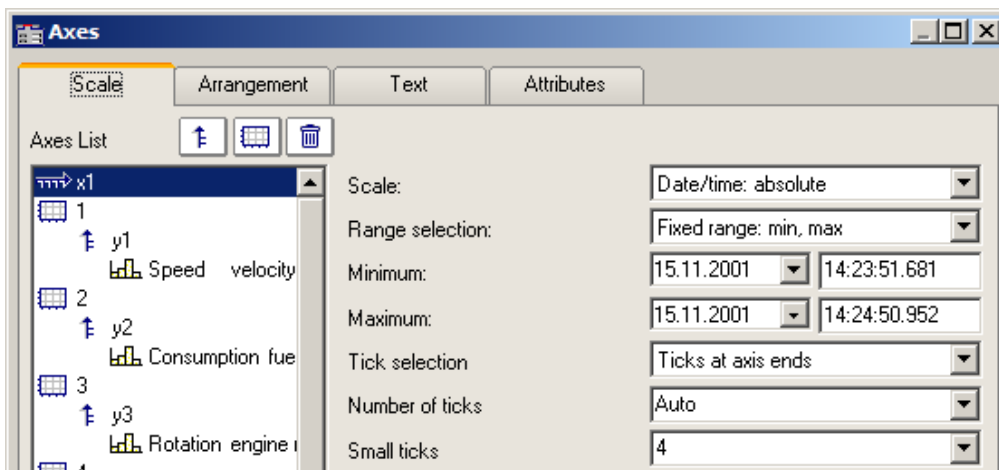 Axes
Scale Arrangement Text Attributes
Axes List
x1
1
y1
Speed velocity
2
y2
Consumption fue
3
y3
Rotation engine
Scale: Date/time: absolute
Range selection: Fixed range: min, max
Minimum: 15.11.2001 14:23:51.681
Maximum: 15.11.2001 14:24:50.952
Tick selection Ticks at axis ends
Number of ticks Auto
Small ticks 4